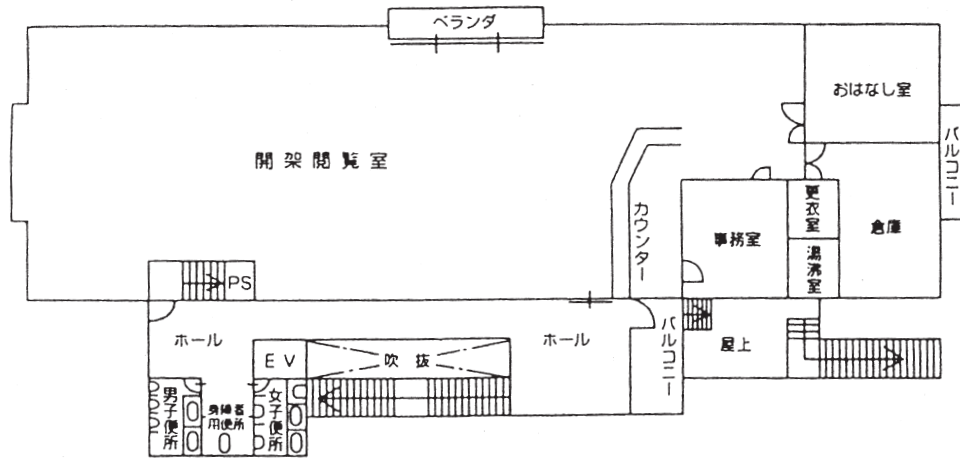 ベランダ
おはなし室
バルコニー
開架閲覧室
カウンター
更衣室
事務室
倉庫
湯沸室
PS
ホール
EV
吹抜
ホール
バルコニー
屋上
男子便所
身障者
用便所
女子便所